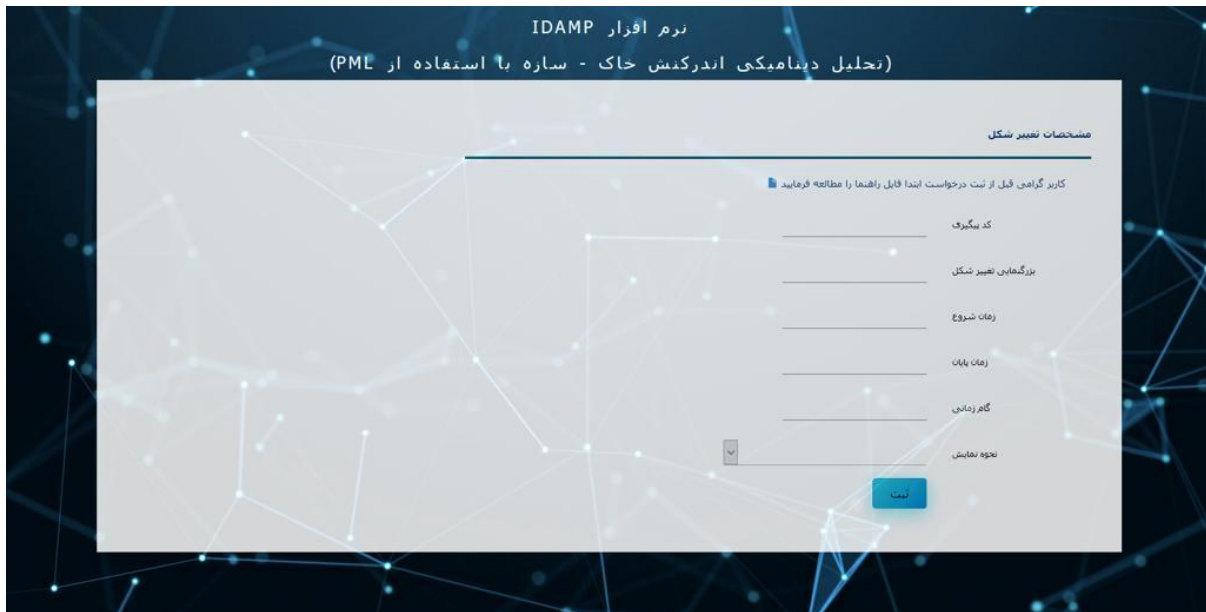 نرم افزار IDAMP
(تحلیل دینامیکی اندرکنش خاک - سازه با استفاده از PML)
مشخصات تغییر شکل
کاربر گرامی قبل از ثبت درخواست ابتدا فایل راهنما را مطالعه فرمایید
کد پیگیری
بزرگنمایی تغییر شکل
زمان شروع
زمان پایان
گام زمانی
نحوه نمایش
ثبت